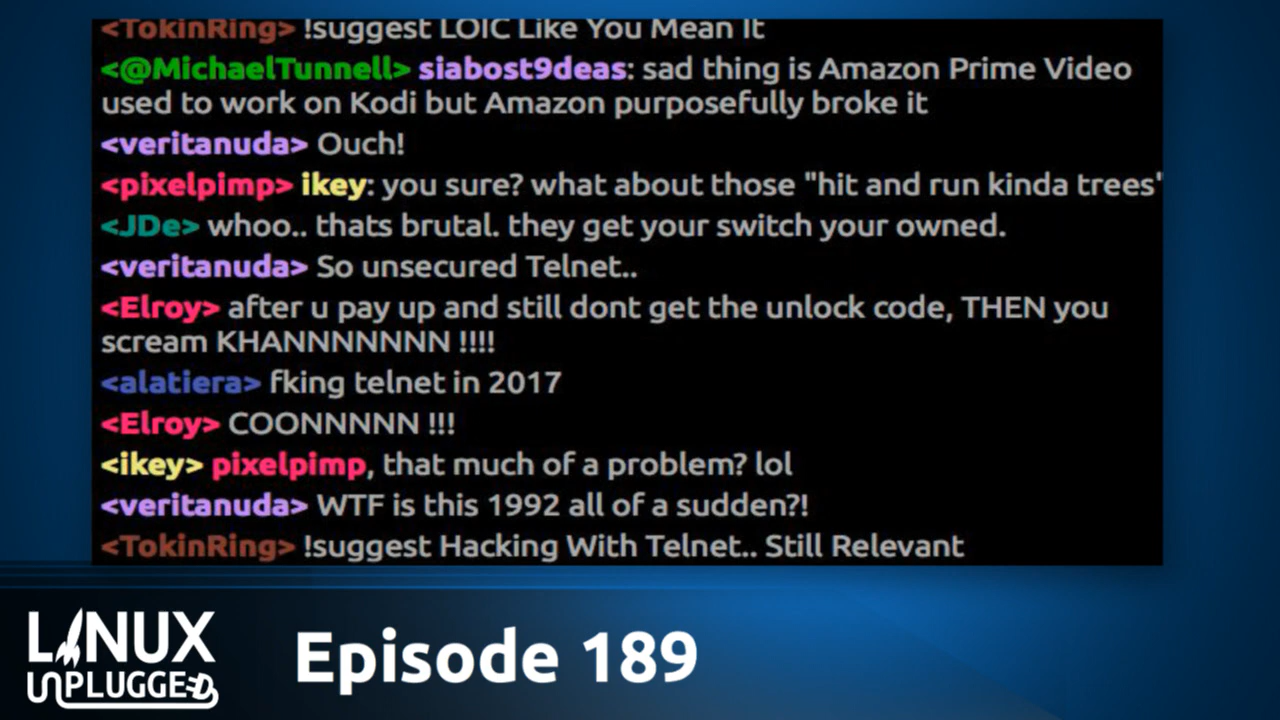 <TokinRing> !suggest LOIC Like You Mean It
<@MichaelTunnell> siabost9deas: sad thing is Amazon Prime Video
used to work on Kodi but Amazon purposefully broke it
<veritanuda> Ouch!
<pixelpimp> ikey: you sure? what about those "hit and run kinda trees"
<JDe> whoo.. thats brutal. they get your switch your owned.
<veritanuda> So unsecured Telnet..
<Elroy> after u pay up and still dont get the unlock code, THEN you
scream KHANNNNNNN !!!!
<alatiera> fking telnet in 2017
<Elroy> COONNNNN !!!
<ikey> pixelpimp, that much of a problem? lol
<veritanuda> WTF is this 1992 all of a sudden?!
<TokinRing> !suggest Hacking With Telnet.. Still Relevant
LINUX
UNPLUGGED
Episode 189